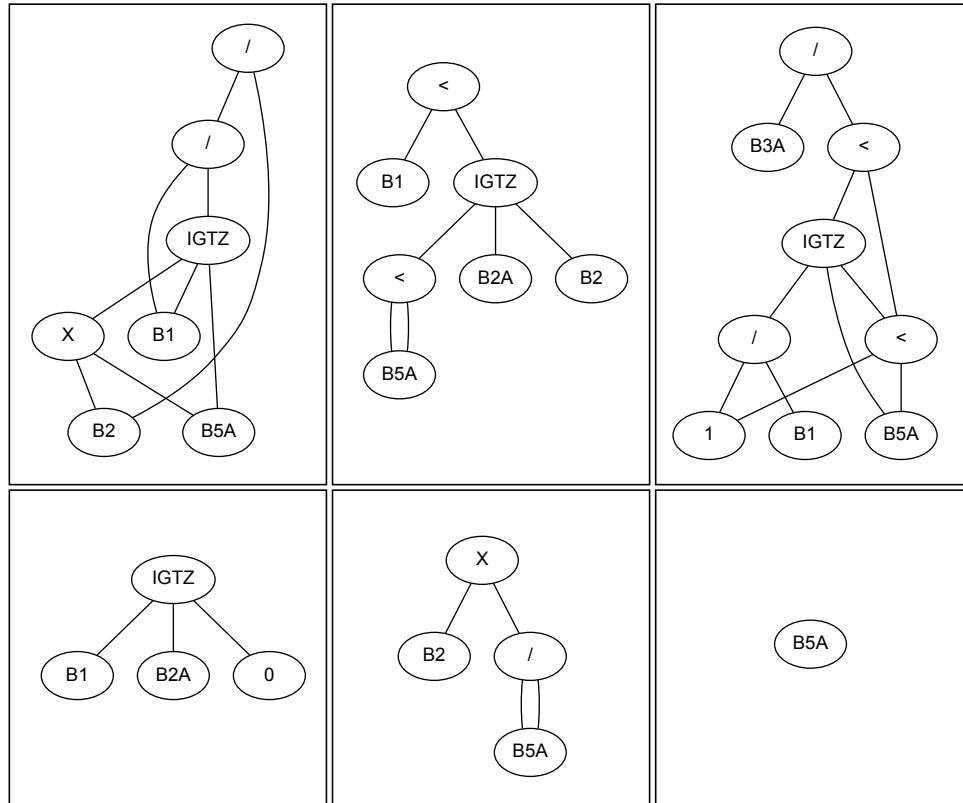 /
/
IGTZ
X B1
B2 B5A
<
B1 IGTZ
< B2A B2
B5A
/
B3A <
IGTZ
/ <
1 B1 B5A
IGTZ
B1 B2A 0
X
B2 /
B5A
B5A